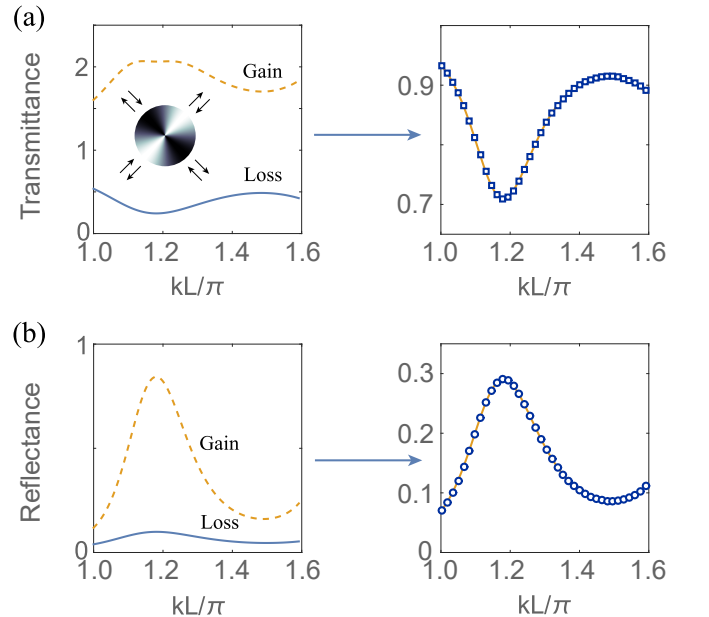 (a)
Transmittance
2
1
0
Gain
Loss
1.0 1.2 1.4 1.6
kL/π
0.9
0.7
1.0 1.2 1.4 1.6
kL/π
(b)
Reflectance
1
0
Gain
Loss
1.0 1.2 1.4 1.6
kL/π
0.3
0.2
0.1
0
1.0 1.2 1.4 1.6
kL/π